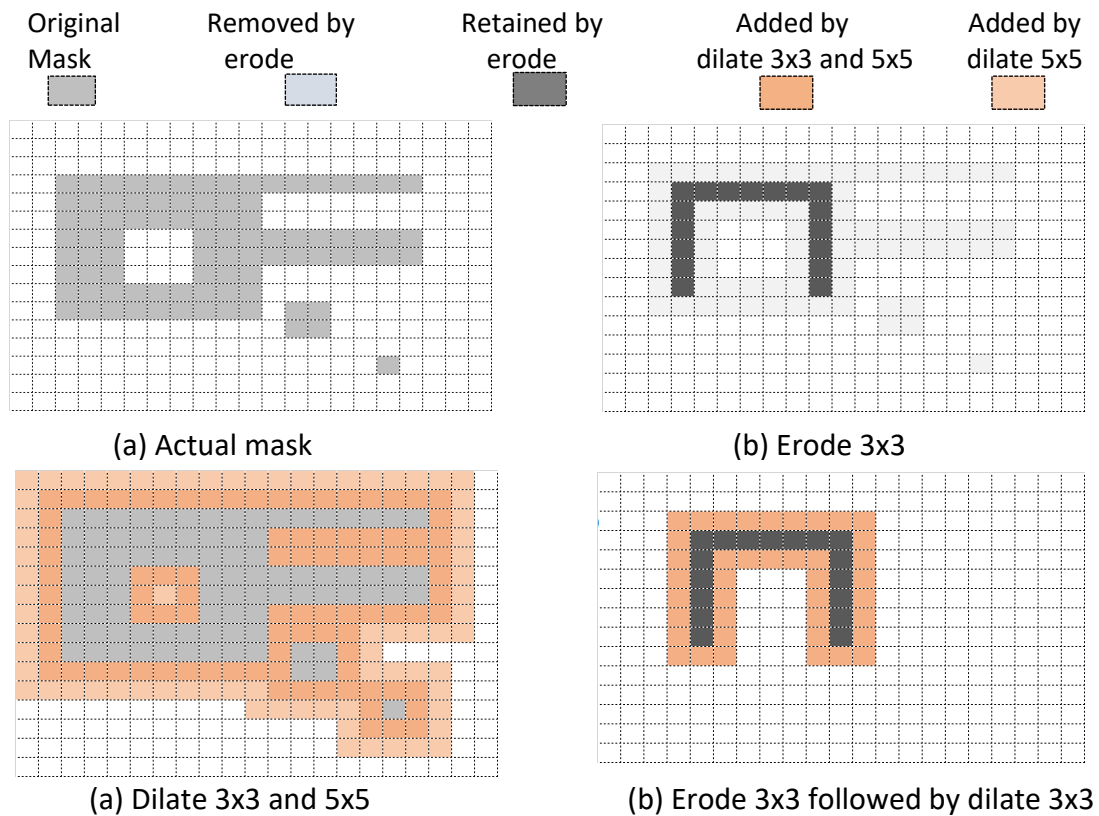 Original Removed by Retained by Added by Added by
Mask erode erode dilate 3x3 and 5x5 dilate 5x5
(a) Actual mask (b) Erode 3x3
(a) Dilate 3x3 and 5x5 (b) Erode 3x3 followed by dilate 3x3